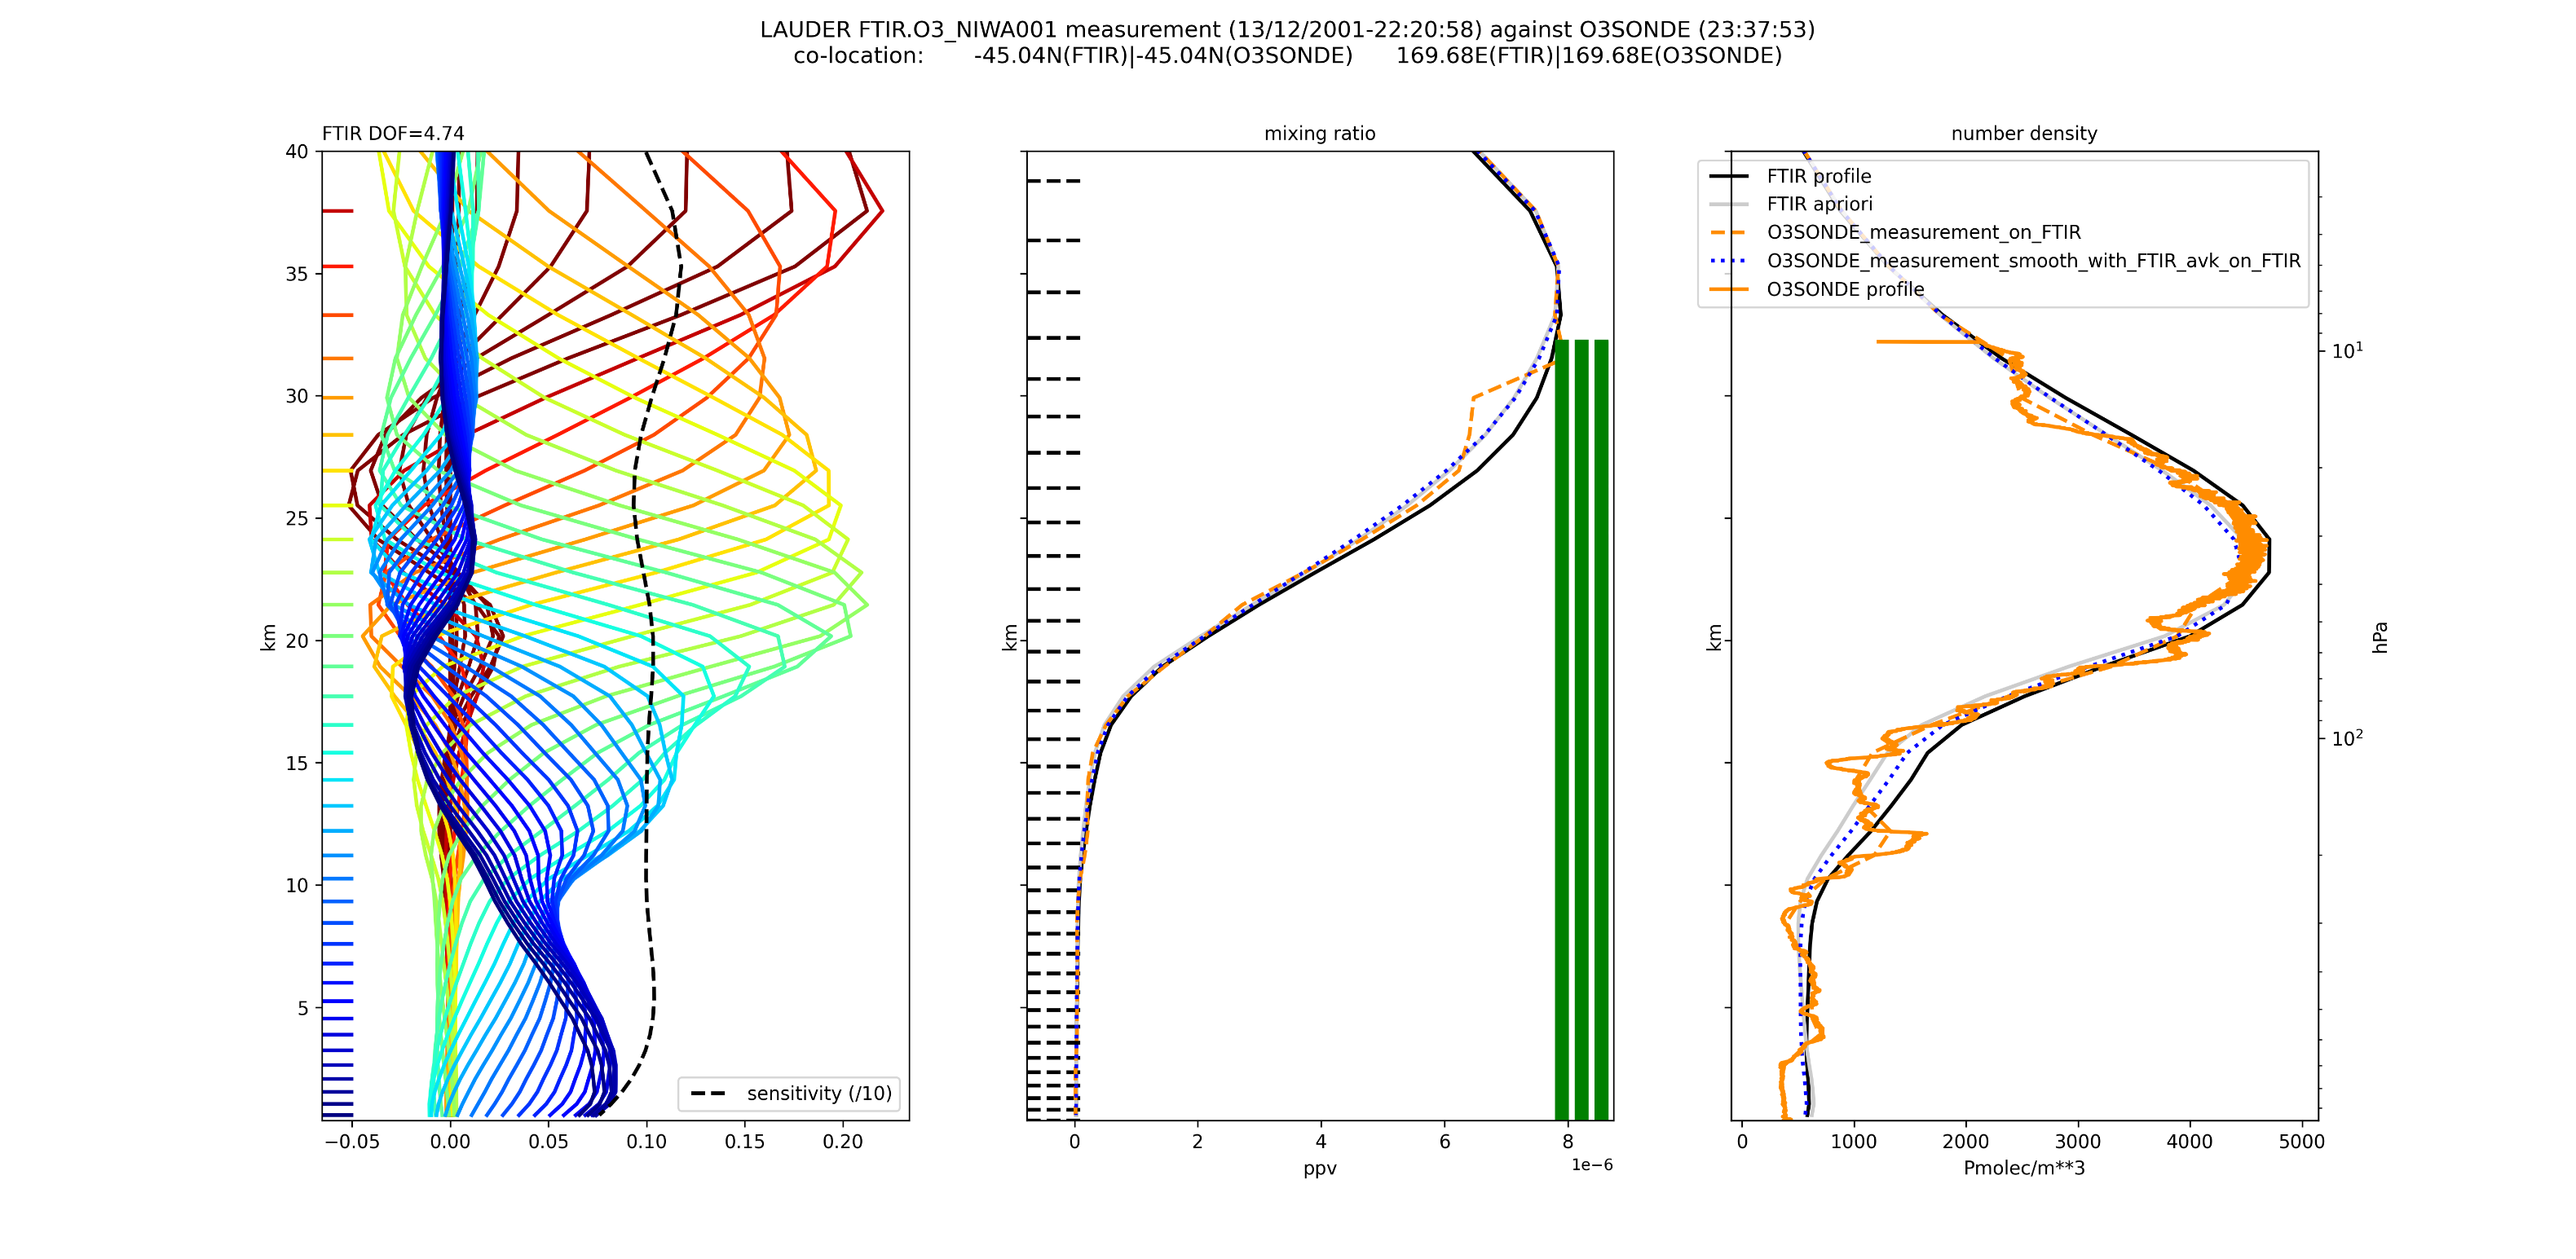 LAUDER FTIR.O3_NIWA001 measurement (13/12/2001-22:20:58) against O3SONDE (23:37:53)
co-location: -45.04N(FTIR)|-45.04N(O3SONDE) 169.68E(FTIR)|169.68E(O3SONDE)
FTIR DOF=4.74
40
35
30
25
20
15
10
5
km
−0.05 0.00 0.05 0.10 0.15 0.20
sensitivity (/10)
mixing ratio
km
0 2 4 6 8
1e−6
ppv
number density
FTIR profile
FTIR apriori
O3SONDE_measurement_on_FTIR
O3SONDE_measurement_smooth_with_FTIR_avk_on_FTIR
O3SONDE profile
km
10¹
10²
hPa
0 1000 2000 3000 4000 5000
Pmolec/m**3